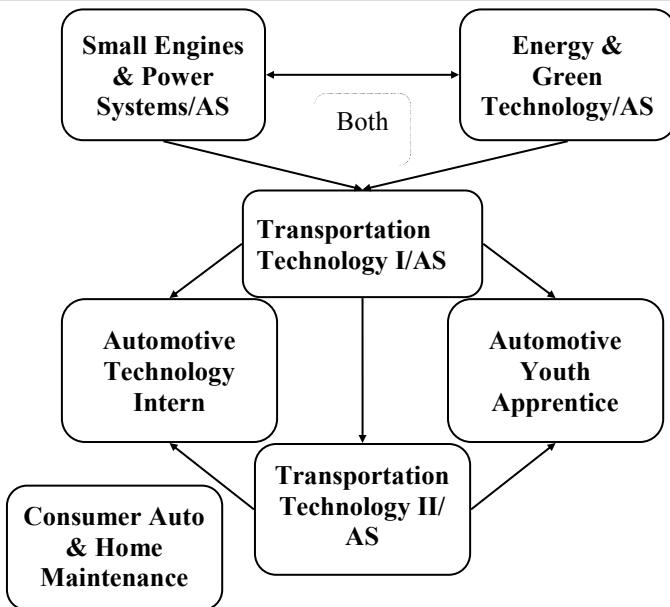 Small Engines
& Power
Systems/AS
Energy &
Green
Technology/AS
Both
Transportation
Technology I/AS
Automotive
Technology
Intern
Automotive
Youth
Apprentice
Transportation
Technology II/
AS
Consumer Auto
& Home
Maintenance